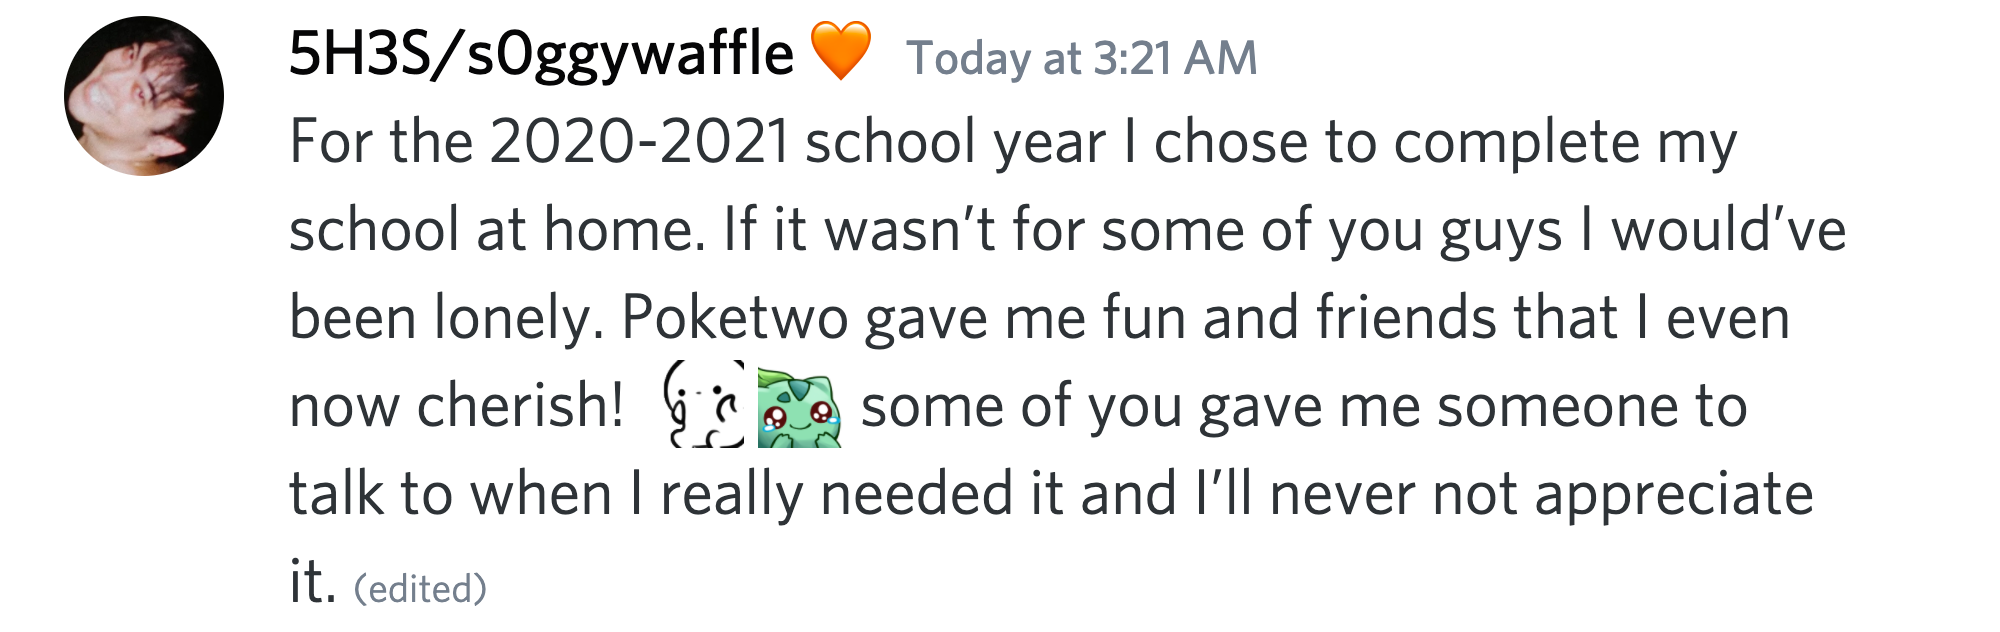 5H3S/s0ggywaffle 🧡 Today at 3:21 AM
For the 2020-2021 school year I chose to complete my
school at home. If it wasn’t for some of you guys I would’ve
been lonely. Poketwo gave me fun and friends that I even
now cherish! some of you gave me someone to
talk to when I really needed it and I’ll never not appreciate
it. (edited)